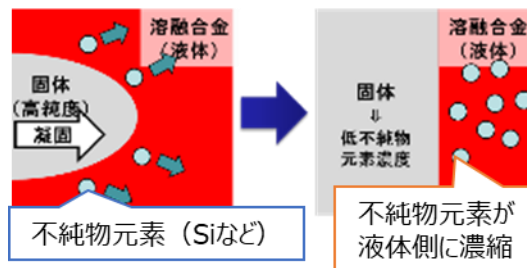 溶融合金
(液体)
固体
(高純度)
凝固
不純物元素（Siなど）
溶融合金
(液体)
固体
⇓
低不純物
元素濃度
不純物元素が
液体側に濃縮